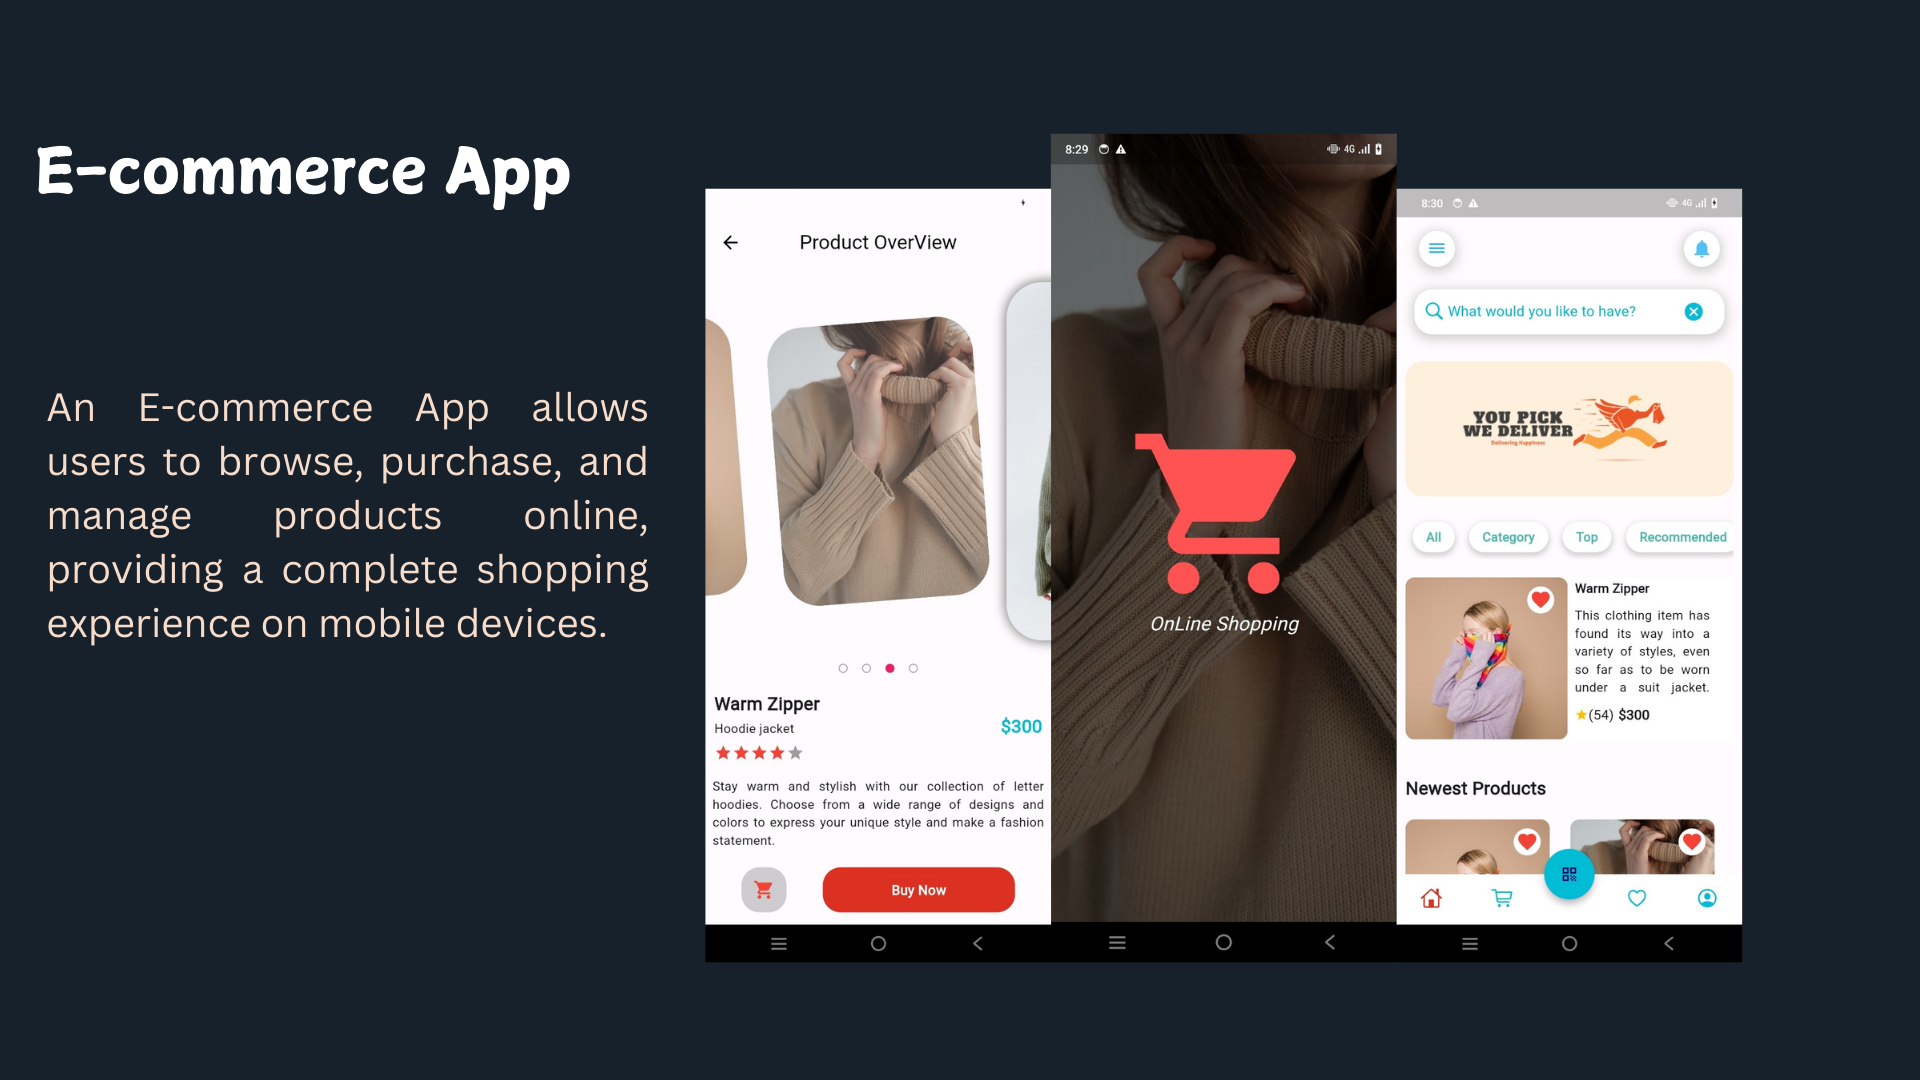 E-commerce App
An E-commerce App allows
users to browse, purchase, and
manage products online,
providing a complete shopping
experience on mobile devices.
Product OverView
Warm Zipper
Hoodie jacket
$300
Stay warm and stylish with our collection of letter
hoodies. Choose from a wide range of designs and
colors to express your unique style and make a fashion
statement.
Buy Now
8:29
4G
OnLine Shopping
8:30
4G
What would you like to have?
YOU PICK
WE DELIVER
Delivering Happiness
All
Category
Top
Recommended
Warm Zipper
This clothing item has
found its way into a
variety of styles, even
so far as to be worn
under a suit jacket.
(54) $300
Newest Products